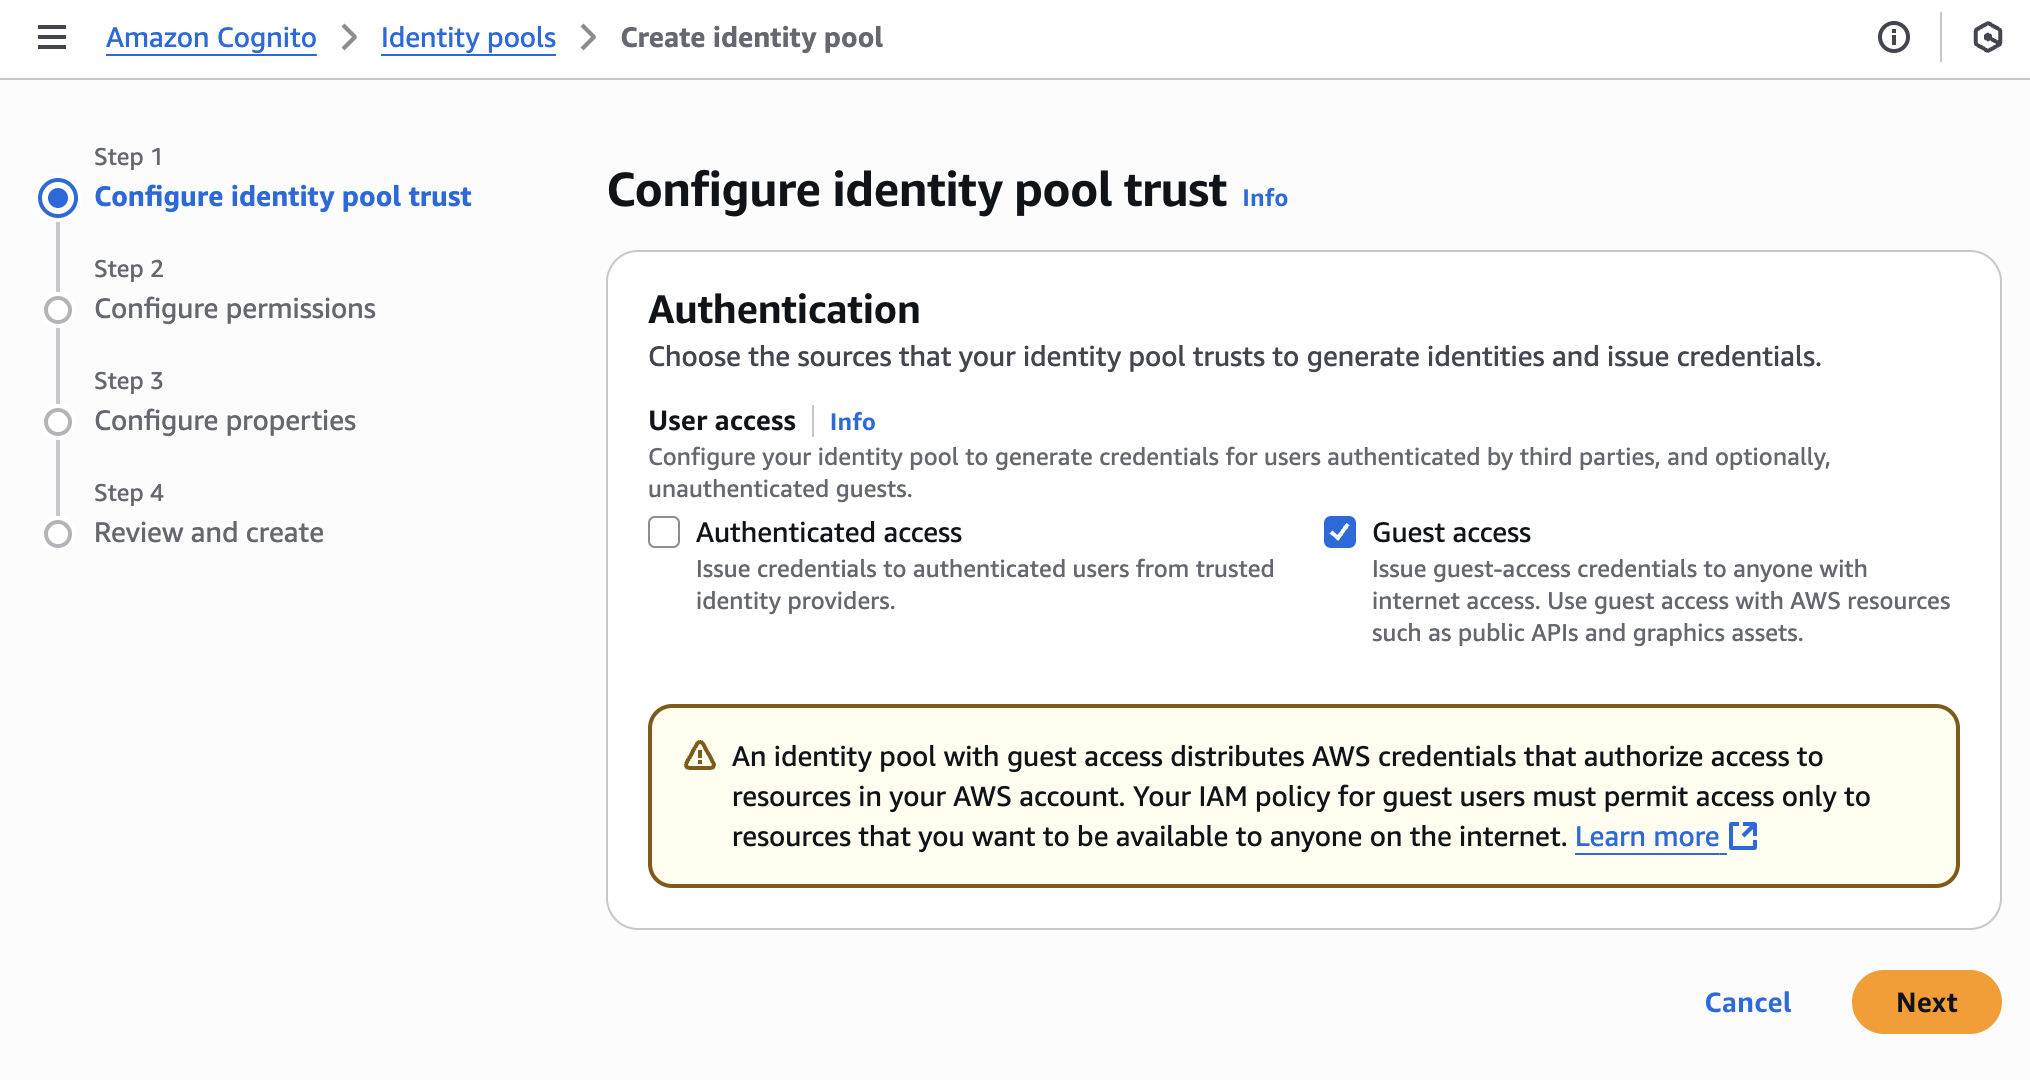 Amazon Cognito > Identity pools > Create identity pool
Step 1
Configure identity pool trust
Step 2
Configure permissions
Step 3
Configure properties
Step 4
Review and create
Configure identity pool trust Info
Authentication
Choose the sources that your identity pool trusts to generate identities and issue credentials.
User access Info
Configure your identity pool to generate credentials for users authenticated by third parties, and optionally,
unauthenticated guests.
Authenticated access
Issue credentials to authenticated users from trusted
identity providers.
Guest access
Issue guest-access credentials to anyone with
internet access. Use guest access with AWS resources
such as public APIs and graphics assets.
An identity pool with guest access distributes AWS credentials that authorize access to
resources in your AWS account. Your IAM policy for guest users must permit access only to
resources that you want to be available to anyone on the internet. Learn more
Cancel
Next